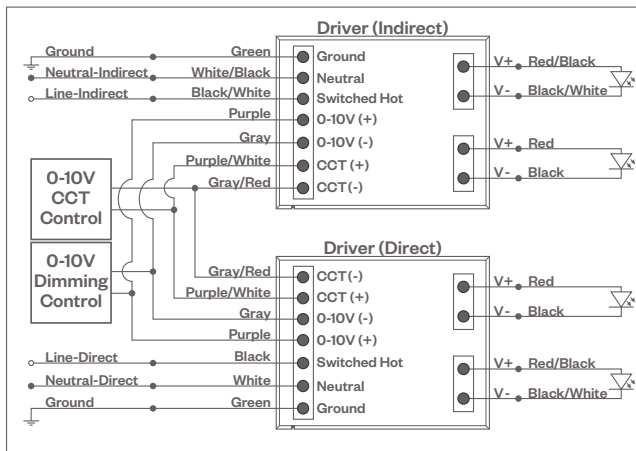 Driver (Indirect)
Ground Green Ground
Neutral-Indirect White/Black Neutral
Line-Indirect Black/White Switched Hot
Purple 0-10V (+)
Gray 0-10V (-)
Purple/White CCT (+)
Gray/Red CCT (-)
V+ Red/Black
V- Black/White
V+ Red
V- Black
0-10V
CCT
Control
0-10V
Dimming
Control
Driver (Direct)
Gray/Red CCT (-)
Purple/White CCT (+)
Gray 0-10V (-)
Purple 0-10V (+)
Line-Direct Black Switched Hot
Neutral-Direct White Neutral
Ground Green Ground
V+ Red
V- Black
V+ Red/Black
V- Black/White